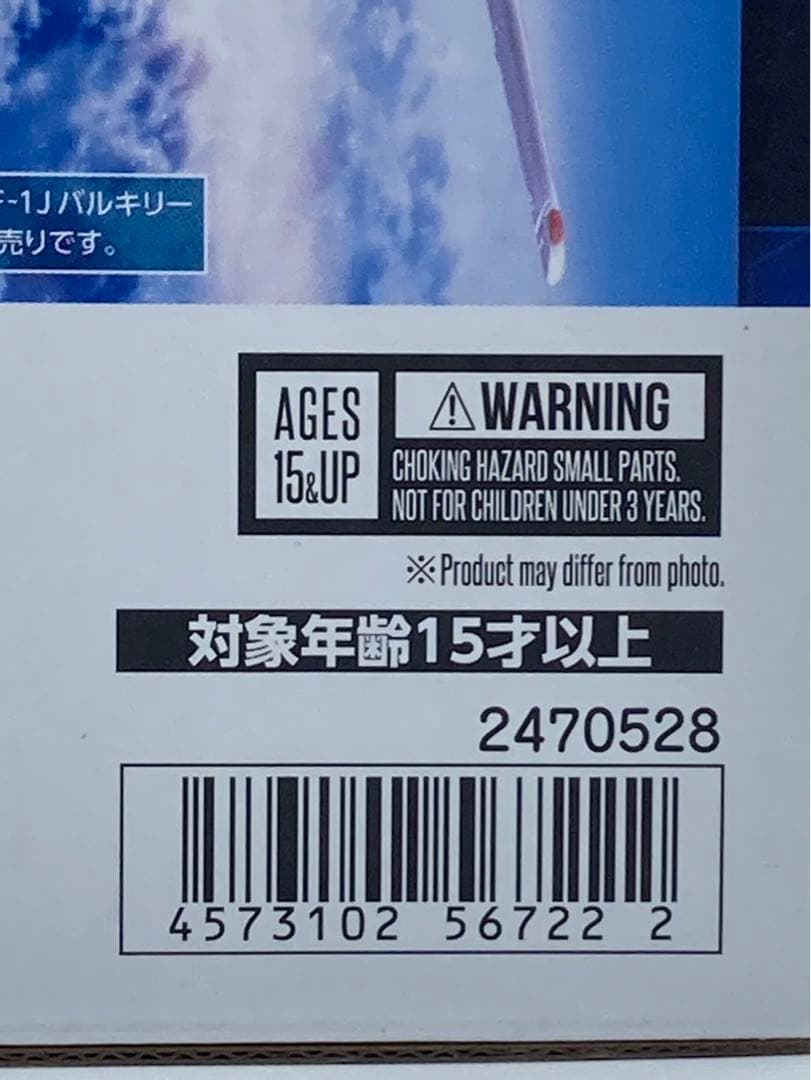 F-1Jバルキリー
売りです。
AGES
15&UP
⚠WARNING
CHOKING HAZARD SMALL PARTS.
NOT FOR CHILDREN UNDER 3 YEARS.
※Product may differ from photo.
対象年齢15才以上
2470528
4573102 56722 2